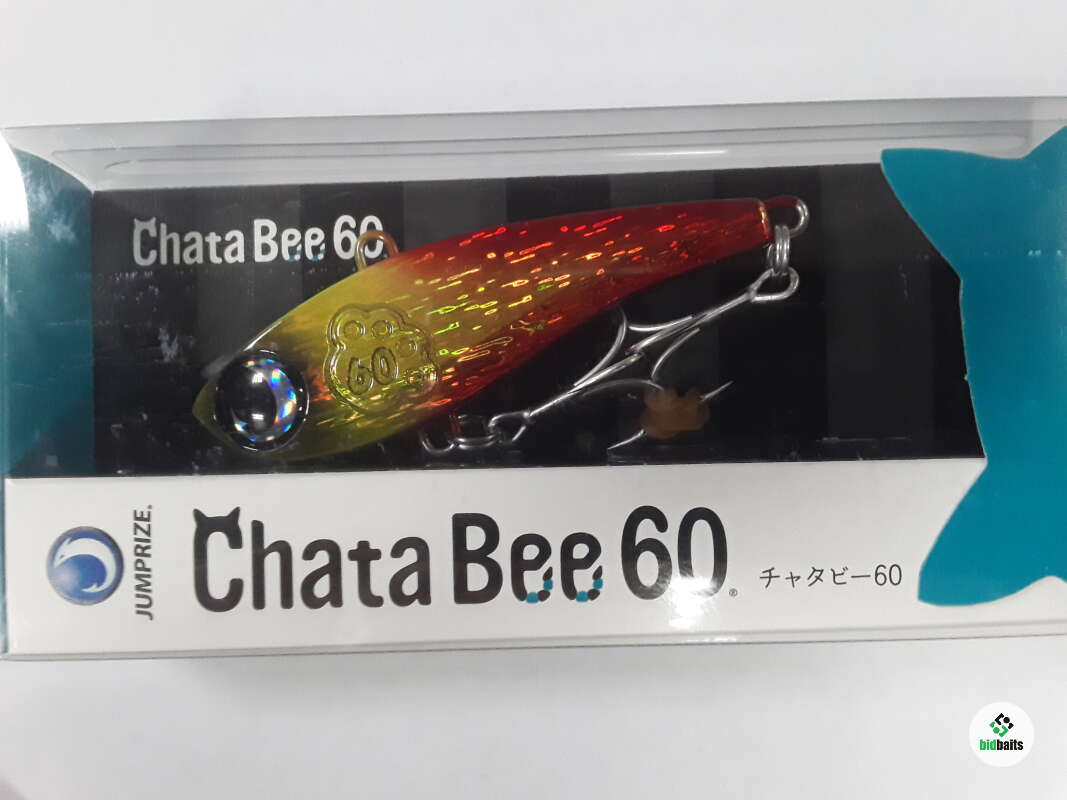 Chata Bee 60
60
JUMPRIZE.
Chata Bee 60®
チャタビー60
bidbaits